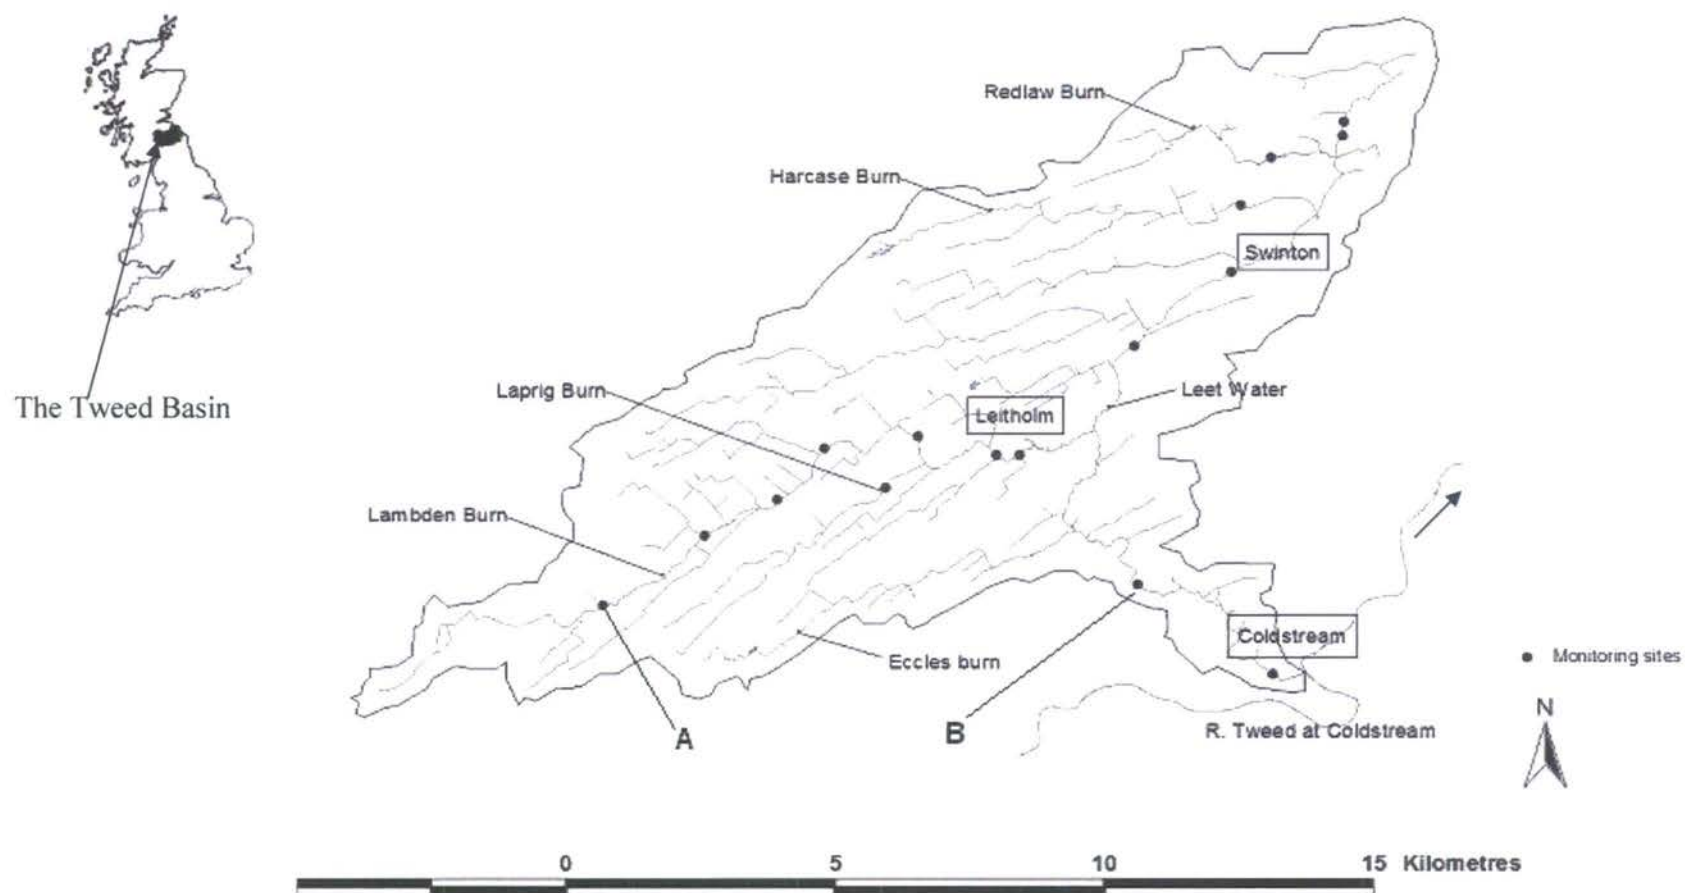 Redlaw Burn
Harcase Burn
Swinton
Laprig Burn
Leet Water
The Tweed Basin
Leitholm
Lambden Burn
Coldstream
Eccles burn
Monitoring sites
N
A
B
R. Tweed at Coldstream
0 5 10 15 Kilometres